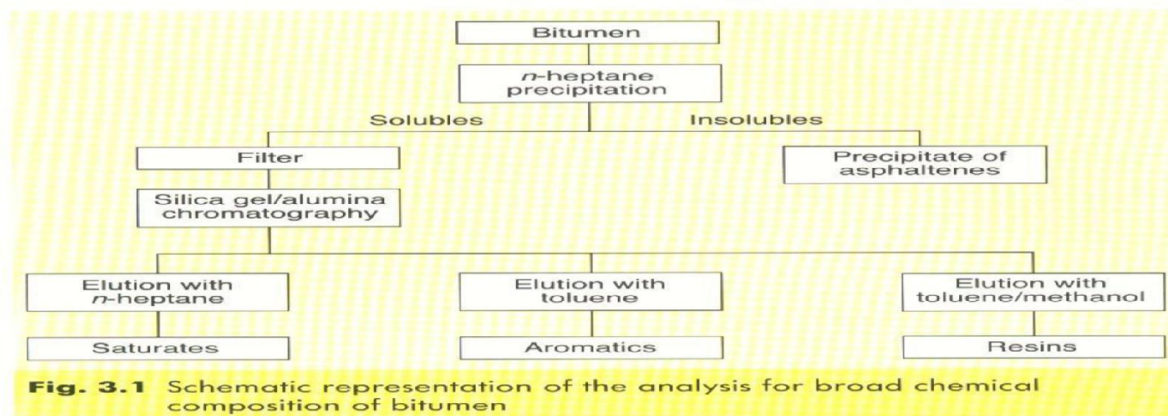 Bitumen
n-heptane
precipitation
Solubles
Insolubles
Filter
Precipitate of
asphaltenes
Silica gel/alumina
chromatography
Elution with
n-heptane
Elution with
toluene
Elution with
toluene/methanol
Saturates
Aromatics
Resins
Fig. 3.1 Schematic representation of the analysis for broad chemical
composition of bitumen